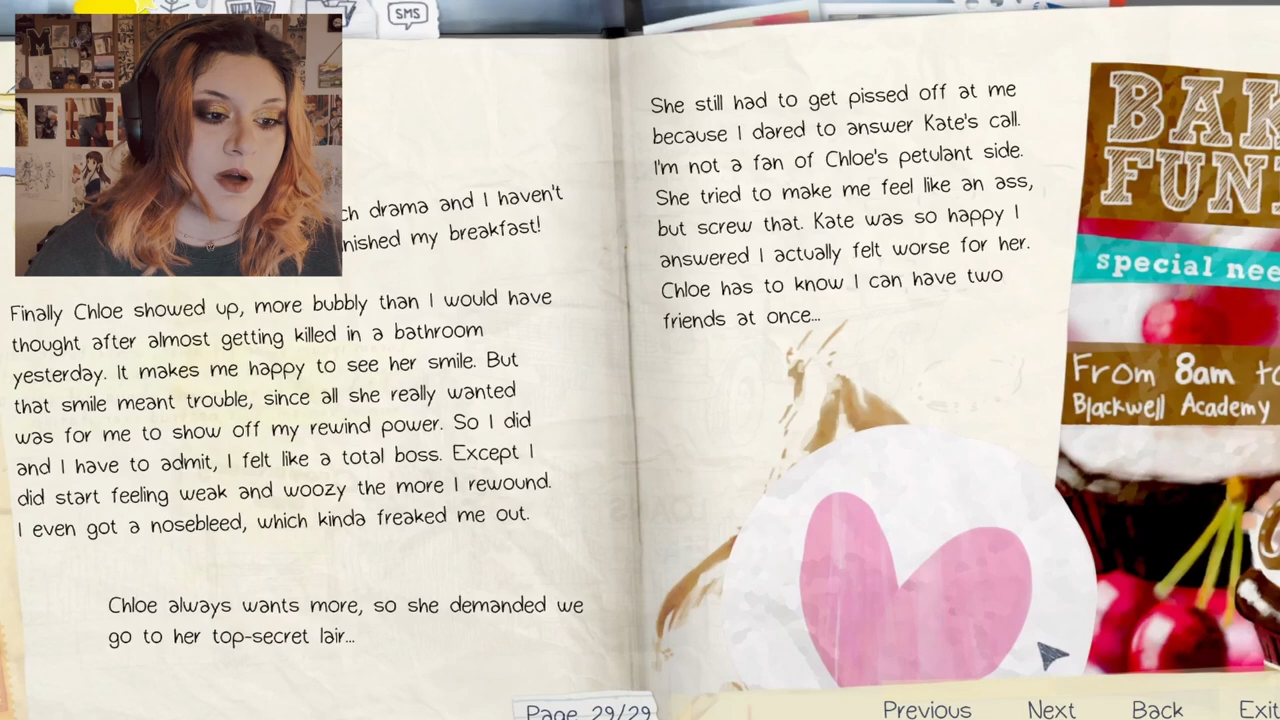 SMS
ch drama and I haven't
nished my breakfast!
Finally Chloe showed up, more bubbly than I would have
thought after almost getting killed in a bathroom
yesterday. It makes me happy to see her smile. But
that smile meant trouble, since all she really wanted
was for me to show off my rewind power. So I did
and I have to admit, I felt like a total boss. Except I
did start feeling weak and woozy the more I rewound.
I even got a nosebleed, which kinda freaked me out.
Chloe always wants more, so she demanded we
go to her top-secret lair...
She still had to get pissed off at me
because I dared to answer Kate's call.
I'm not a fan of Chloe's petulant side.
She tried to make me feel like an ass,
but screw that. Kate was so happy I
answered I actually felt worse for her.
Chloe has to know I can have two
friends at once...
BAK
FUN
special nee
From 8am to
Blackwell Academy
Page 29/29
Previous Next Back Exit